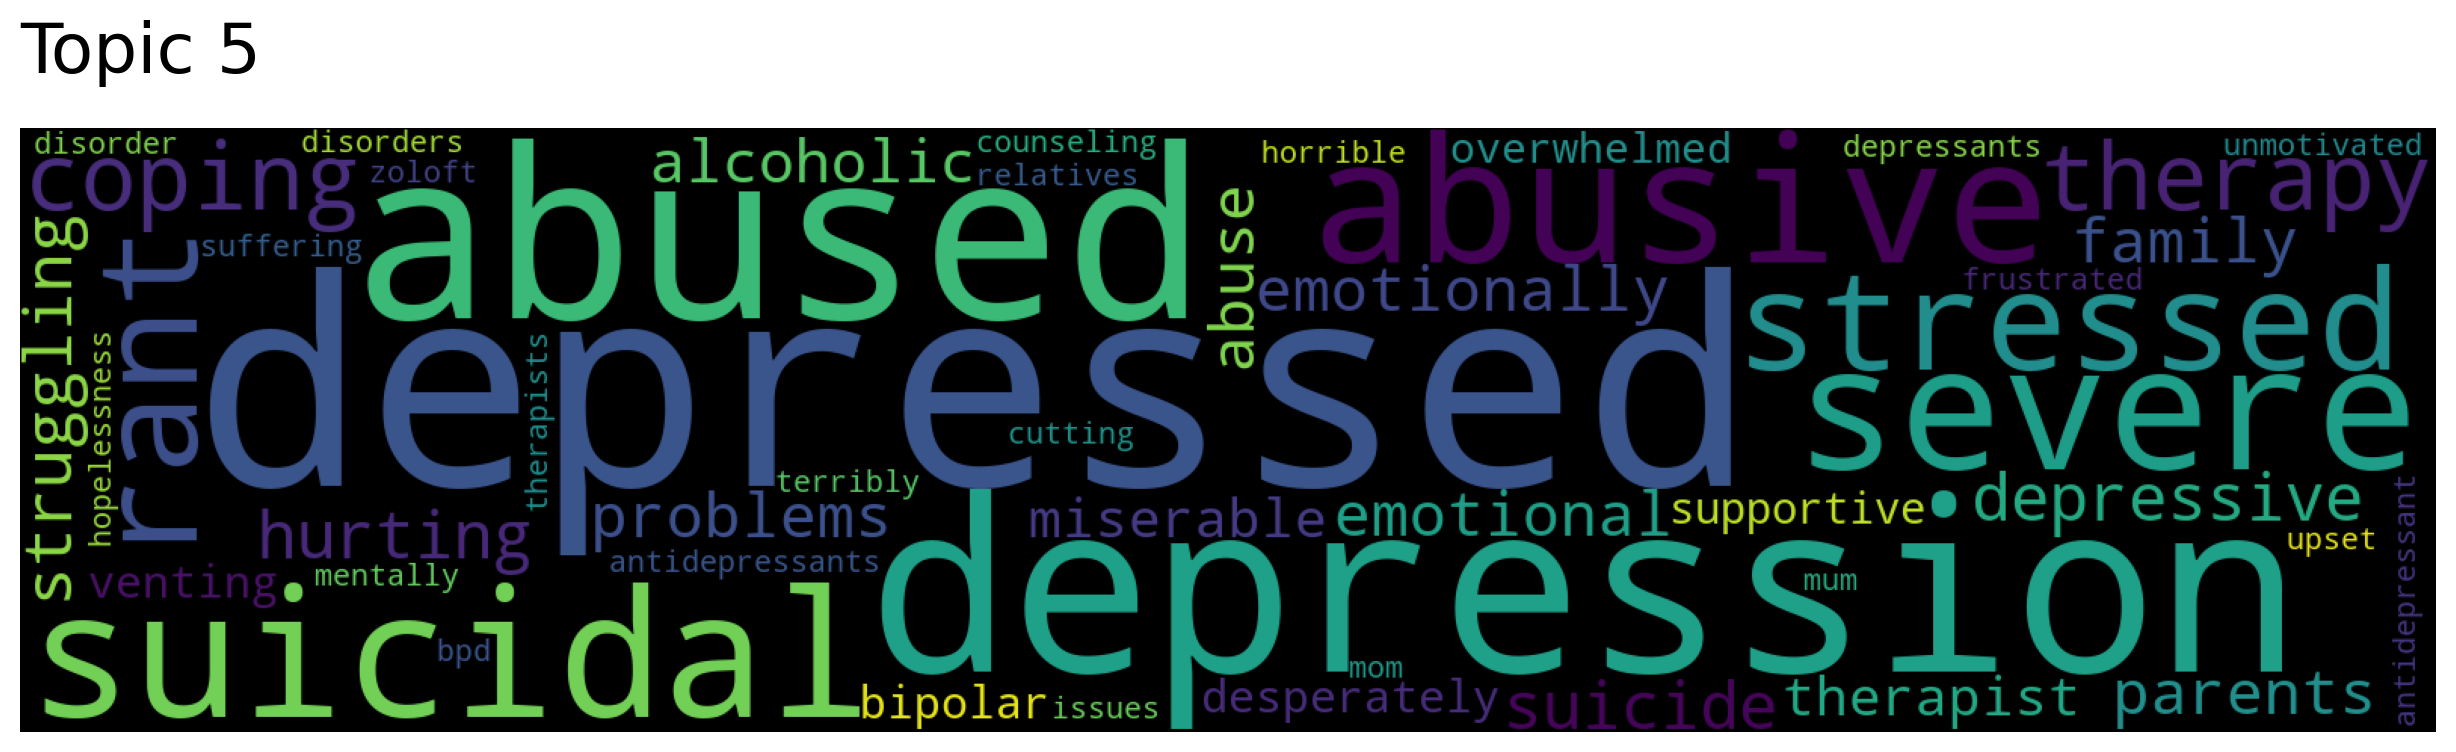 Topic 5
disorder
disorders
counseling
horrible
overwhelmed
depressants
unmotivated
coping
zoloft
alcoholic
relatives
abusive
therapy
abused
abuse
family
struggling
rant
suffering
emotionally
frustrated
stressed
depressed
hopelessness
therapists
cutting
severe
terribly
hurting
problems
miserable
emotional
supportive
depressive
antidepressant
venting
mentally
antidepressants
depression
upset
mum
suicidal
bpd
mom
bipolar
issues
desperately
suicide
therapist
parents